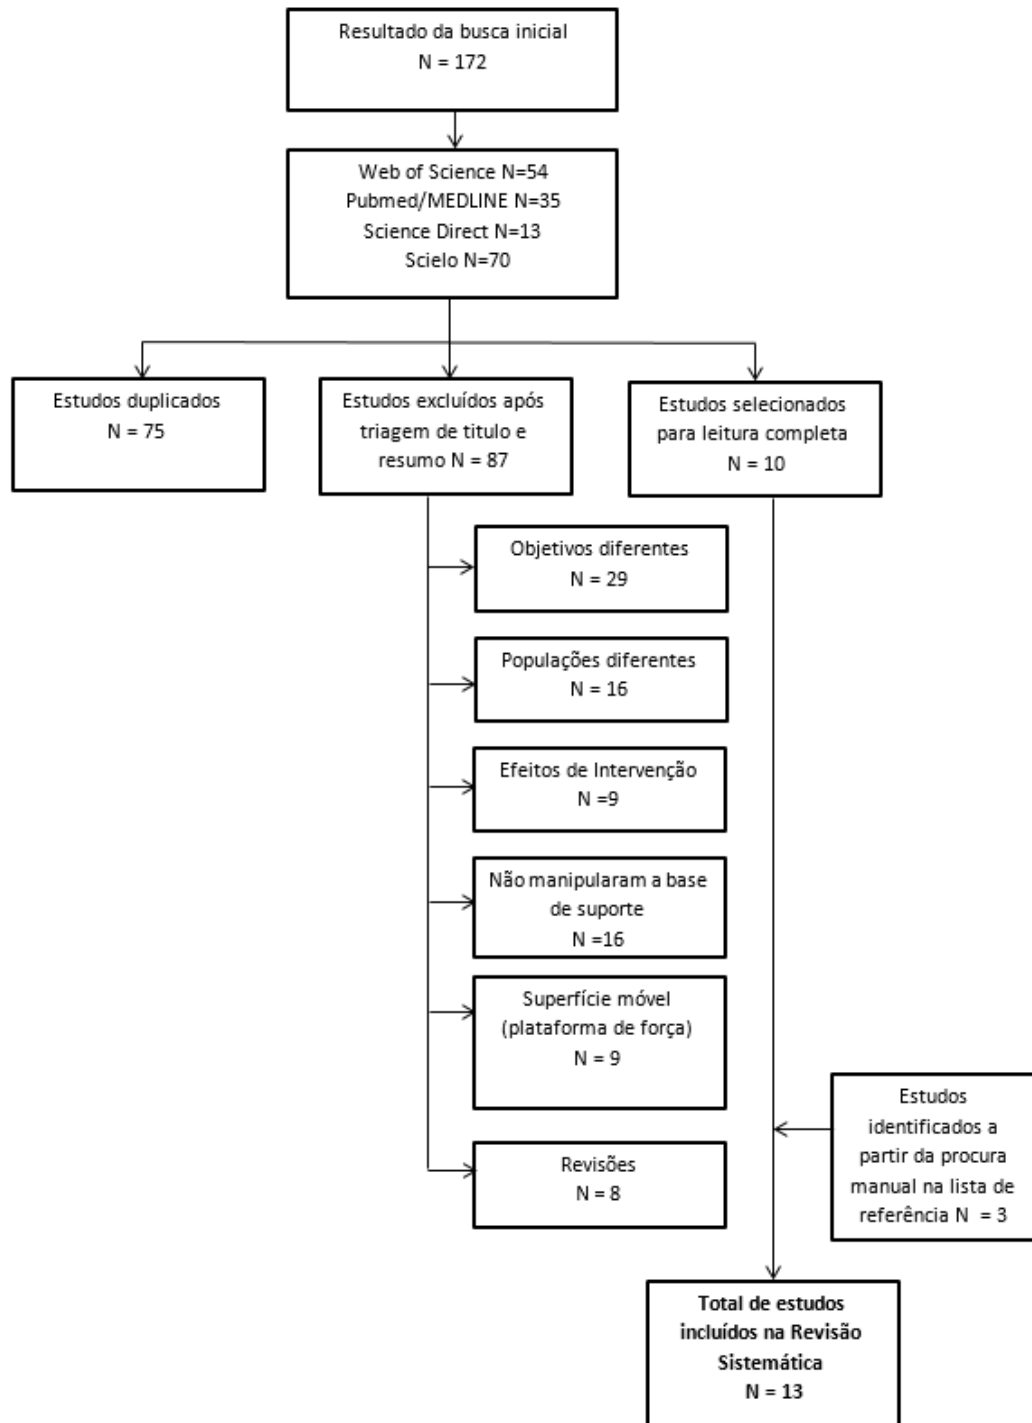 Resultado da busca inicial
N = 172
Web of Science N=54
Pubmed/MEDLINE N=35
Science Direct N=13
Scielo N=70
Estudos duplicados
N = 75
Estudos excluídos após
triagem de titulo e
resumo N = 87
Estudos selecionados
para leitura completa
N = 10
Objetivos diferentes
N = 29
Populações diferentes
N = 16
Efeitos de Intervenção
N =9
Não manipularam a base
de suporte
N =16
Superfície móvel
(plataforma de força)
N = 9
Revisões
N = 8
Estudos
identificados a
partir da procura
manual na lista de
referência N = 3
Total de estudos
incluídos na Revisão
Sistemática
N = 13